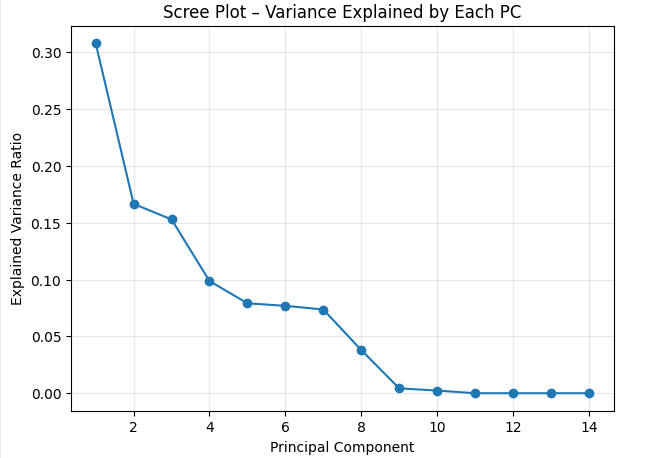 Scree Plot – Variance Explained by Each PC
0.30
0.25
0.20
0.15
0.10
0.05
0.00
Explained Variance Ratio
2 4 6 8 10 12 14
Principal Component